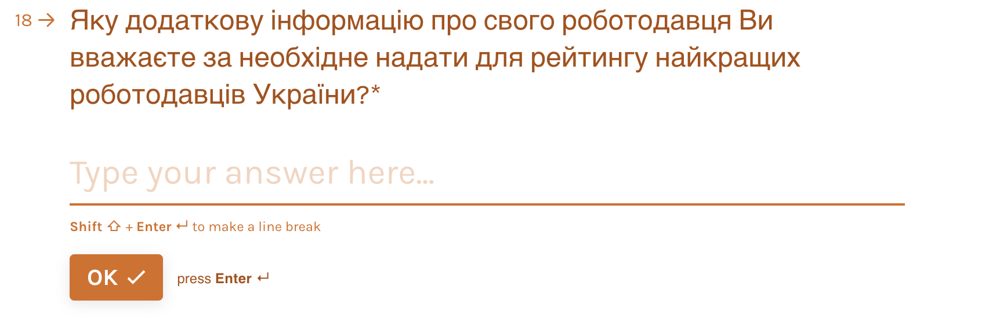 18 → Яку додаткову інформацію про свого роботодавця Ви
вважаєте за необхідне надати для рейтингу найкращих
роботодавців України?*
Type your answer here...
Shift ⇧ + Enter ↵ to make a line break
OK ✓ press Enter ↵